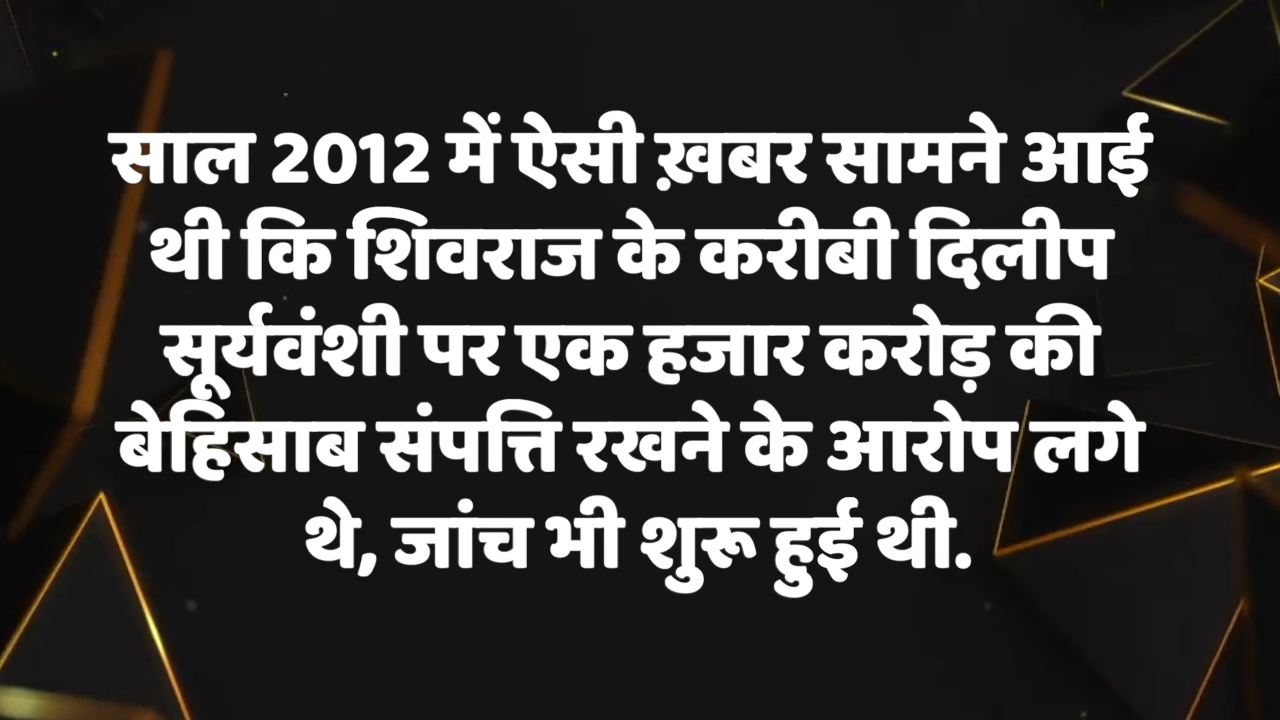 साल 2012 में ऐसी ख़बर सामने आई
थी कि शिवराज के करीबी दिलीप
सूर्यवंशी पर एक हजार करोड़ की
बेहिसाब संपत्ति रखने के आरोप लगे
थे, जांच भी शुरू हुई थी.